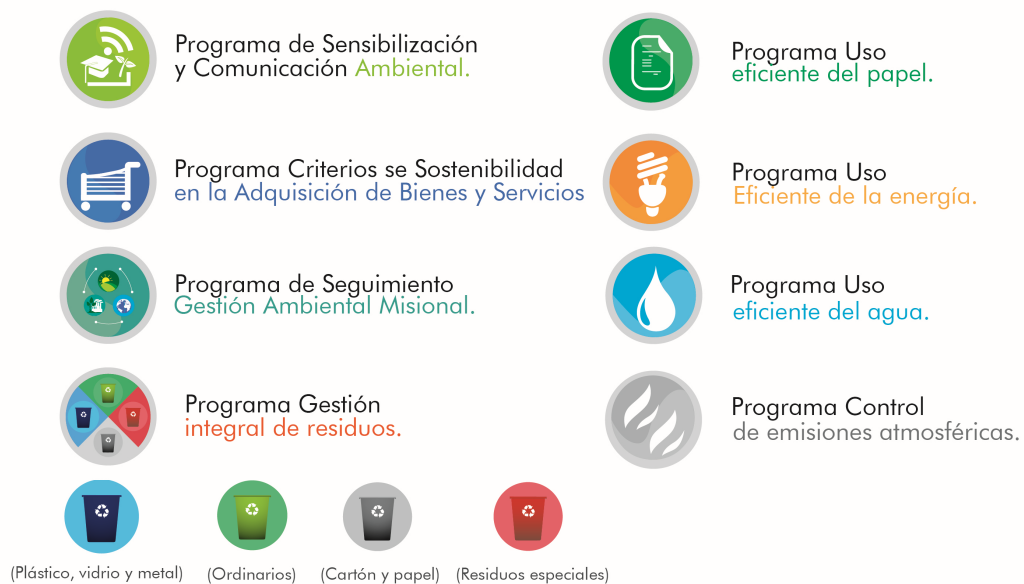 Programa de Sensibilización
y Comunicación Ambiental.
Programa Criterios se Sostenibilidad
en la Adquisición de Bienes y Servicios
Programa de Seguimiento
Gestión Ambiental Misional.
Programa Gestión
integral de residuos.
Programa Uso
eficiente del papel.
Programa Uso
Eficiente de la energía.
Programa Uso
eficiente del agua.
Programa Control
de emisiones atmosféricas.
(Plástico, vidrio y metal)
(Ordinarios)
(Cartón y papel)
(Residuos especiales)